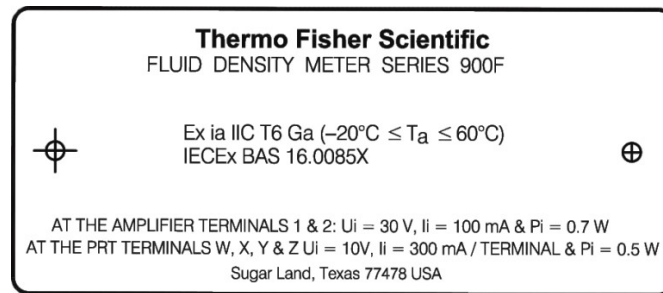 Thermo Fisher Scientific
FLUID DENSITY METER SERIES 900F
Ex ia IIC T6 Ga (–20°C ≤ Ta ≤ 60°C)
IECEx BAS 16.0085X
AT THE AMPLIFIER TERMINALS 1 & 2: Ui = 30 V, Ii = 100 mA & Pi = 0.7 W
AT THE PRT TERMINALS W, X, Y & Z Ui = 10V, Ii = 300 mA / TERMINAL & Pi = 0.5 W
Sugar Land, Texas 77478 USA